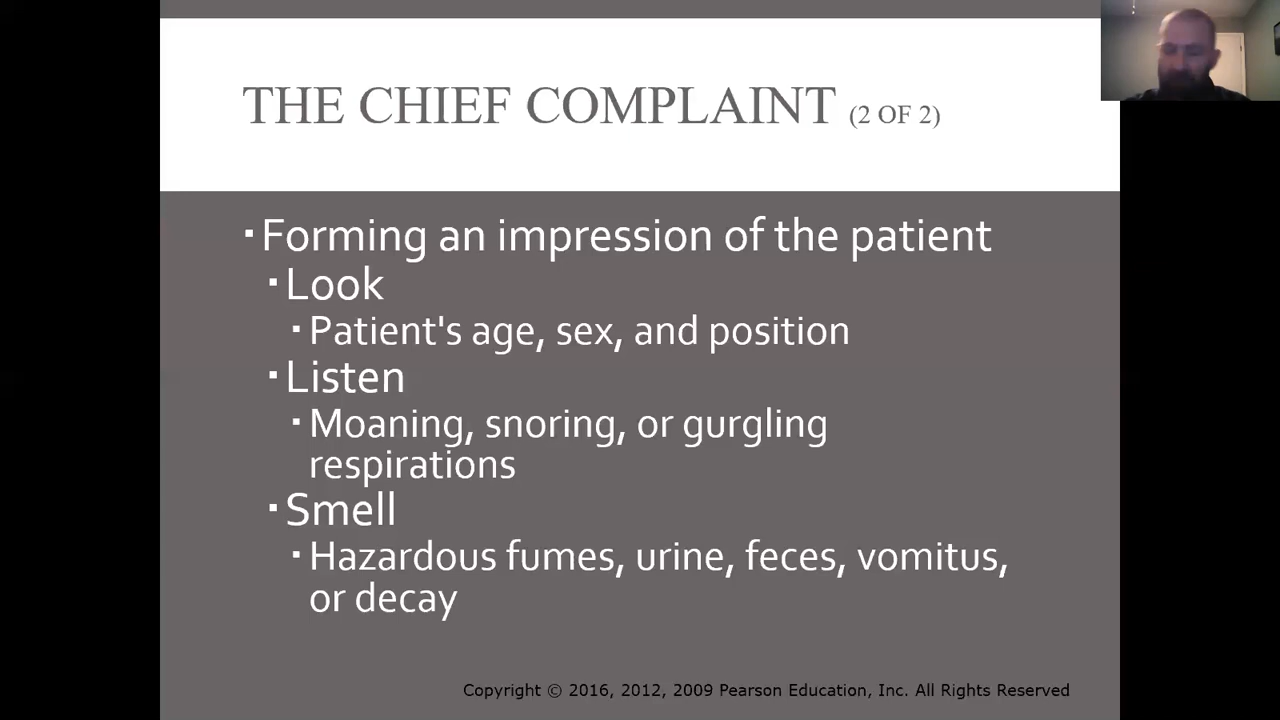 THE CHIEF COMPLAINT (2 OF 2)
▪ Forming an impression of the patient
▪ Look
▪ Patient's age, sex, and position
▪ Listen
▪ Moaning, snoring, or gurgling
respirations
▪ Smell
▪ Hazardous fumes, urine, feces, vomitus,
or decay
Copyright © 2016, 2012, 2009 Pearson Education, Inc. All Rights Reserved